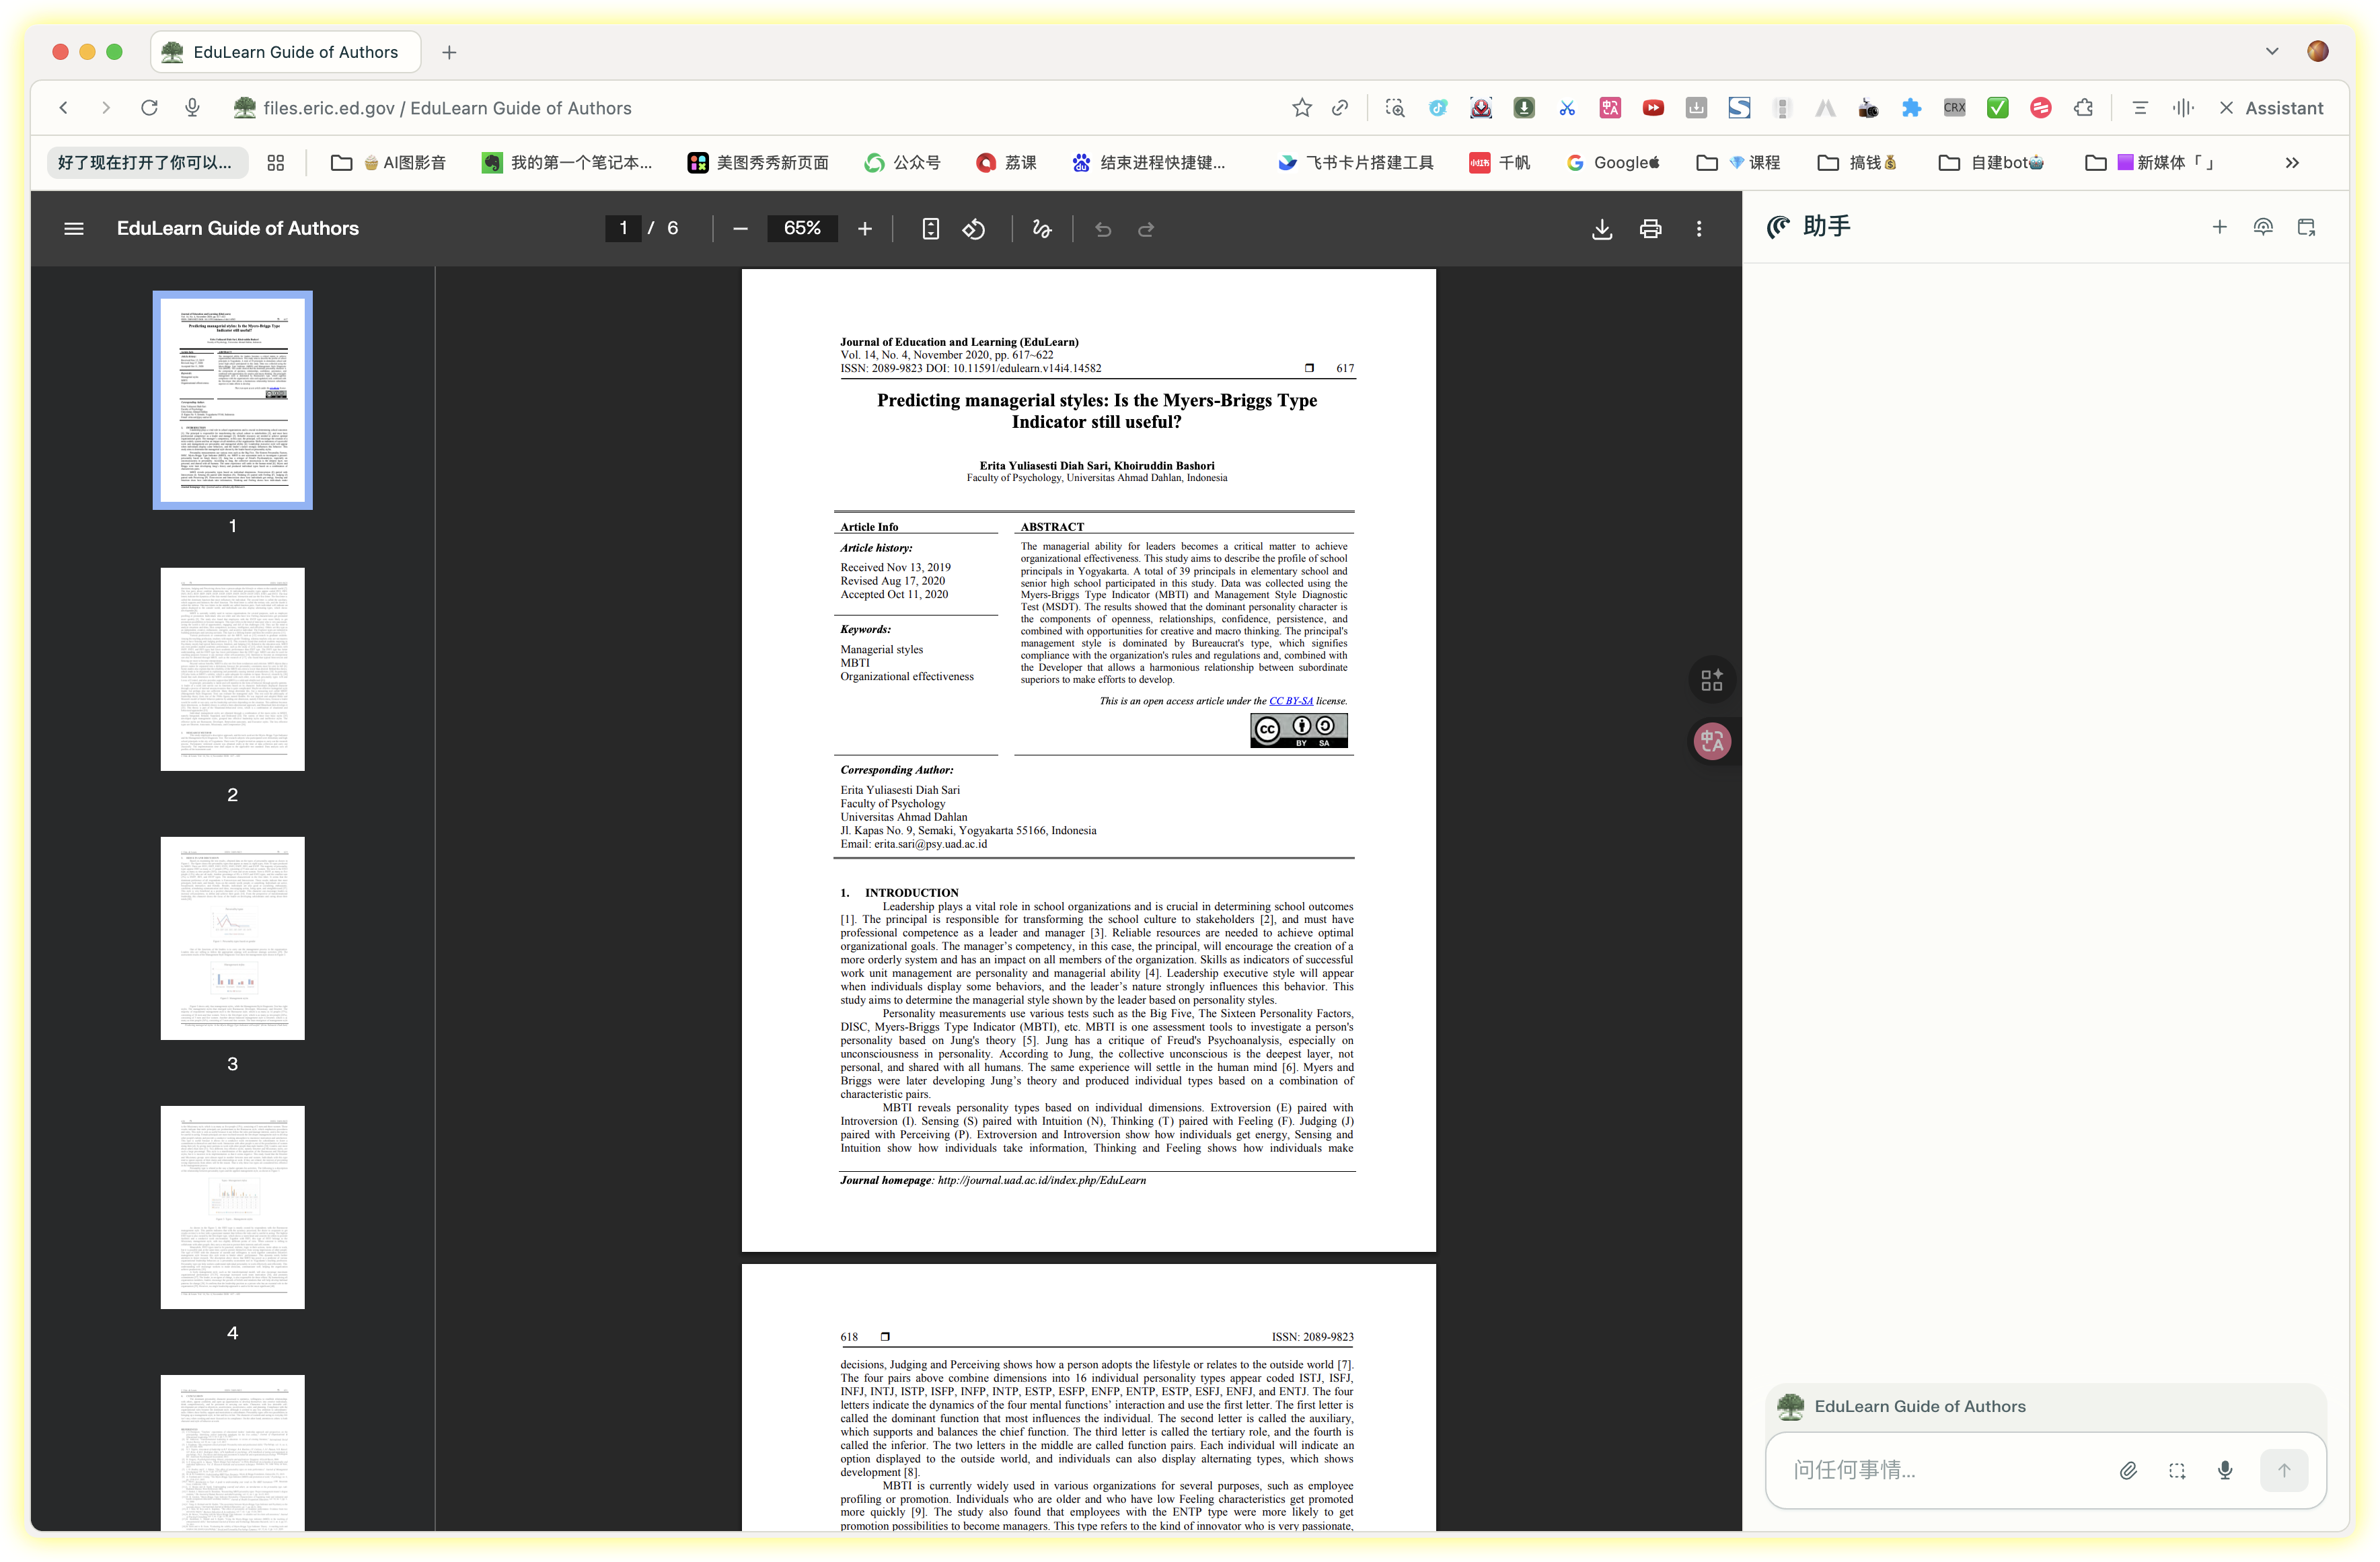 EduLearn Guide of Authors
files.eric.ed.gov / EduLearn Guide of Authors
CRX
Assistant
好了现在打开了你可以...
AI图影音
我的第一个笔记本...
美图秀秀新页面
公众号
荔课
结束进程快捷键...
飞书卡片搭建工具
小红书
千帆
Google
课程
搞钱
自建bot
新媒体「 」
EduLearn Guide of Authors
1 / 6
65%
助手
1
2
3
4
Journal of Education and Learning (EduLearn)
Vol. 14, No. 4, November 2020, pp. 617~622
ISSN: 2089-9823 DOI: 10.11591/edulearn.v14i4.14582
617
Predicting managerial styles: Is the Myers-Briggs Type
Indicator still useful?
Erita Yuliasesti Diah Sari, Khoiruddin Bashori
Faculty of Psychology, Universitas Ahmad Dahlan, Indonesia
Article Info
Article history:
Received Nov 13, 2019
Revised Aug 17, 2020
Accepted Oct 11, 2020
Keywords:
Managerial styles
MBTI
Organizational effectiveness
ABSTRACT
The managerial ability for leaders becomes a critical matter to achieve
organizational effectiveness. This study aims to describe the profile of school
principals in Yogyakarta. A total of 39 principals in elementary school and
senior high school participated in this study. Data was collected using the
Myers-Briggs Type Indicator (MBTI) and Management Style Diagnostic
Test (MSDT). The results showed that the dominant personality character is
the components of openness, relationships, confidence, persistence, and
combined with opportunities for creative and macro thinking. The principal's
management style is dominated by Bureaucrat's type, which signifies
compliance with the organization's rules and regulations and, combined with
the Developer that allows a harmonious relationship between subordinate
superiors to make efforts to develop.
This is an open access article under the CC BY-SA license.
cc BY SA
Corresponding Author:
Erita Yuliasesti Diah Sari
Faculty of Psychology
Universitas Ahmad Dahlan
Jl. Kapas No. 9, Semaki, Yogyakarta 55166, Indonesia
Email: erita.sari@psy.uad.ac.id
1. INTRODUCTION
Leadership plays a vital role in school organizations and is crucial in determining school outcomes
[1]. The principal is responsible for transforming the school culture to stakeholders [2], and must have
professional competence as a leader and manager [3]. Reliable resources are needed to achieve optimal
organizational goals. The manager's competency, in this case, the principal, will encourage the creation of a
more orderly system and has an impact on all members of the organization. Skills as indicators of successful
work unit management are personality and managerial ability [4]. Leadership executive style will appear
when individuals display some behaviors, and the leader's nature strongly influences this behavior. This
study aims to determine the managerial style shown by the leader based on personality styles.
Personality measurements use various tests such as the Big Five, The Sixteen Personality Factors,
DISC, Myers-Briggs Type Indicator (MBTI), etc. MBTI is one assessment tools to investigate a person's
personality based on Jung's theory [5]. Jung has a critique of Freud's Psychoanalysis, especially on
unconsciousness in personality. According to Jung, the collective unconscious is the deepest layer, not
personal, and shared with all humans. The same experience will settle in the human mind [6]. Myers and
Briggs were later developing Jung's theory and produced individual types based on a combination of
characteristic pairs.
MBTI reveals personality types based on individual dimensions. Extroversion (E) paired with
Introversion (I). Sensing (S) paired with Intuition (N), Thinking (T) paired with Feeling (F). Judging (J)
paired with Perceiving (P). Extroversion and Introversion show how individuals get energy, Sensing and
Intuition show how individuals take information, Thinking and Feeling shows how individuals make
Journal homepage: http://journal.uad.ac.id/index.php/EduLearn
618
ISSN: 2089-9823
decisions, Judging and Perceiving shows how a person adopts the lifestyle or relates to the outside world [7].
The four pairs above combine dimensions into 16 individual personality types appear coded ISTJ, ISFJ,
INFJ, INTJ, ISTP, ISFP, INFP, INTP, ESTP, ESFP, ENFP, ENTP, ESTP, ESFJ, ENFJ, and ENTJ. The four
letters indicate the dynamics of the four mental functions' interaction and use the first letter. The first letter is
called the dominant function that most influences the individual. The second letter is called the auxiliary,
which supports and balances the chief function. The third letter is called the tertiary role, and the fourth is
called the inferior. The two letters in the middle are called function pairs. Each individual will indicate an
option displayed to the outside world, and individuals can also display alternating types, which shows
development [8].
MBTI is currently widely used in various organizations for several purposes, such as employee
profiling or promotion. Individuals who are older and who have low Feeling characteristics get promoted
more quickly [9]. The study also found that employees with the ENTP type were more likely to get
promotion possibilities to become managers. This type refers to the kind of innovator who is very passionate,
EduLearn Guide of Authors
问任何事情...